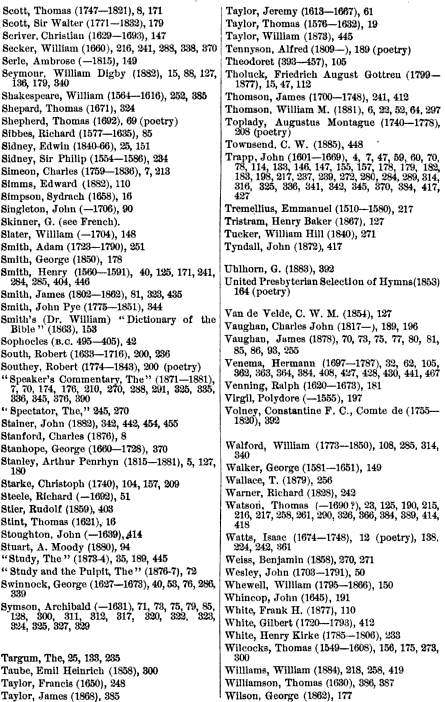 Scott, Thomas (1747—1821), 8, 171
Scott, Sir Walter (1771—1832), 179
Scriver, Christian (1629—1693), 147
Secker, William (1660), 216, 241, 288, 338, 370
Serle, Ambrose (—1815), 149
Seymour, William Digby (1882), 15, 88, 127,
136, 179, 340
Shakespeare, William (1564—1616), 252, 385
Shepard, Thomas (1671), 324
Shepherd, Thomas (1692), 69 (poetry)
Sibbes, Richard (1577—1635), 85
Sidney, Edwin (1840-66), 25, 151
Sidney, Sir Philip (1554—1586), 234
Simeon, Charles (1759—1836), 7, 213
Simms, Edward (1882), 110
Simpson, Sydrach (1658), 16
Singleton, John (—1706), 90
Skinner, G. (see French).
Slater, William (—1704), 148
Smith, Adam (1723—1790), 251
Smith, George (1850), 178
Smith, Henry (1560—1591), 40, 125, 171, 241,
284, 285, 404, 446
Smith, James (1802—1862), 81, 323, 435
Smith, John Pye (1775—1851), 344
Smith's (Dr. William) "Dictionary of the
Bible" (1863), 153
Sophocles (B.C. 495-405), 42
South, Robert (1633—1716), 200, 236
Southey, Robert (1774—1843), 200 (poetry)
"Speaker's Commentary, The" (1871—1881),
7, 70, 174, 176, 210, 270, 288, 291, 325, 335,
336, 345, 376, 390
"Spectator, The," 245, 270
Stainer, John (1882), 342, 442, 454, 455
Stanford, Charles (1876), 8
Stanhope, George (1660—1728), 370
Stanley, Arthur Penrhyn (1815—1881), 5, 127,
180
Starke, Christoph (1740), 104, 157, 209
Steele, Richard (—1692), 51
Stier, Rudolf (1859), 403
Stint, Thomas (1621), 16
Stoughton, John (—1639), 414
Stuart, A. Moody (1880), 94
"Study, The" (1873-4), 35, 189, 445
"Study and the Pulpit, The" (1876-7), 72
Swinnock, George (1627—1673), 40, 53, 76, 286,
339
Symson, Archibald (—1631), 71, 73, 75, 79, 85,
128, 300, 311, 312, 317, 320, 322, 323,
324, 325, 327, 329
Targum, The, 25, 133, 235
Taube, Emil Heinrich (1858), 300
Taylor, Francis (1650), 248
Taylor, James (1868), 385
Taylor, Jeremy (1613—1667), 61
Taylor, Thomas (1576—1632), 19
Taylor, William (1873), 445
Tennyson, Alfred (1809—), 189 (poetry)
Theodoret (393—457), 105
Tholuck, Friedrich August Gottreu (1799—
1877), 15, 47, 112
Thomson, James (1700—1748), 241, 412
Thomson, William M. (1881), 6, 22, 52, 64, 297
Toplady, Augustus Montague (1740—1778),
208 (poetry)
Townsend, C. W. (1885), 448
Trapp, John (1601—1669), 4, 7, 47, 59, 60, 70,
78, 114, 133, 146, 147, 155, 157, 178, 179, 182,
183, 198, 217, 237, 239, 272, 280, 284, 289, 314,
316, 325, 336, 341, 342, 345, 370, 384, 417,
427
Tremellius, Emmanuel (1510—1580), 217
Tristram, Henry Baker (1867), 127
Tucker, William Hill (1840), 271
Tyndall, John (1872), 417
Uhlhorn, G. (1883), 392
United Presbyterian Selection of Hymns(1853)
164 (poetry)
Van de Velde, C. W. M. (1854), 127
Vaughan, Charles John (1817—), 189, 196
Vaughan, James (1878), 70, 73, 75, 77, 80, 81,
85, 86, 93, 255
Venema, Hermann (1697—1787), 32, 62, 105,
362, 363, 364, 384, 408, 427, 428, 430, 441, 467
Venning, Ralph (1620—1673), 181
Virgil, Polydore (—1555), 197
Volney, Constantine F. C., Comte de (1755—
1820), 392
Walford, William (1773—1850), 108, 285, 314,
340
Walker, George (1581—1651), 149
Wallace, T. (1879), 256
Warner, Richard (1828), 242
Watson, Thomas (—1690?), 23, 125, 190, 215,
216, 217, 258, 261, 290, 326, 366, 384, 389, 414,
418
Watts, Isaac (1674—1748), 12 (poetry), 138,
224, 242, 361
Weiss, Benjamin (1858), 270, 271
Wesley, John (1703—1791), 50
Whewell, William (1795—1866), 150
Whincop, John (1645), 191
White, Frank H. (1877), 110
White, Gilbert (1720—1793), 412
White, Henry Kirke (1785—1806), 233
Wilcocks, Thomas (1549—1608), 156, 175, 273,
300
Williams, William (1884), 218, 258, 419
Williamson, Thomas (1630), 386, 387
Wilson, George (1862), 177